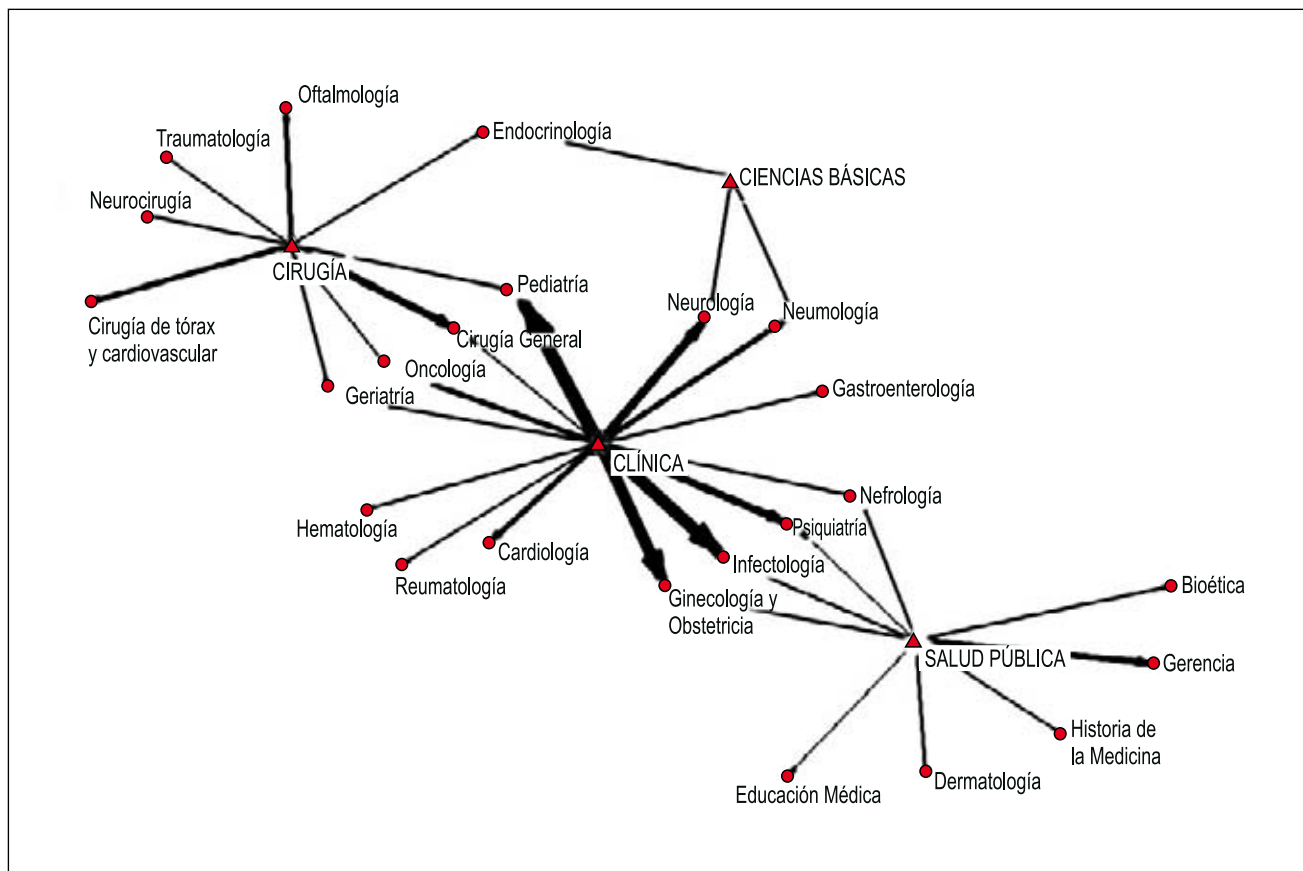 Oftalmología
Traumatología
Endocrinología
CIENCIAS BÁSICAS
Neurocirugía
CIRUGÍA
Pediatría
Neurología
Neumología
Cirugía de tórax
y cardiovascular
Cirugía General
Oncología
Geriatría
Gastroenterología
CLÍNICA
Nefrología
Hematología
Psiquiatría
Cardiología
Infectología
Reumatología
Ginecología y
Obstetricia
Bioética
SALUD PÚBLICA
Gerencia
Historia de
la Medicina
Educación Médica
Dermatología